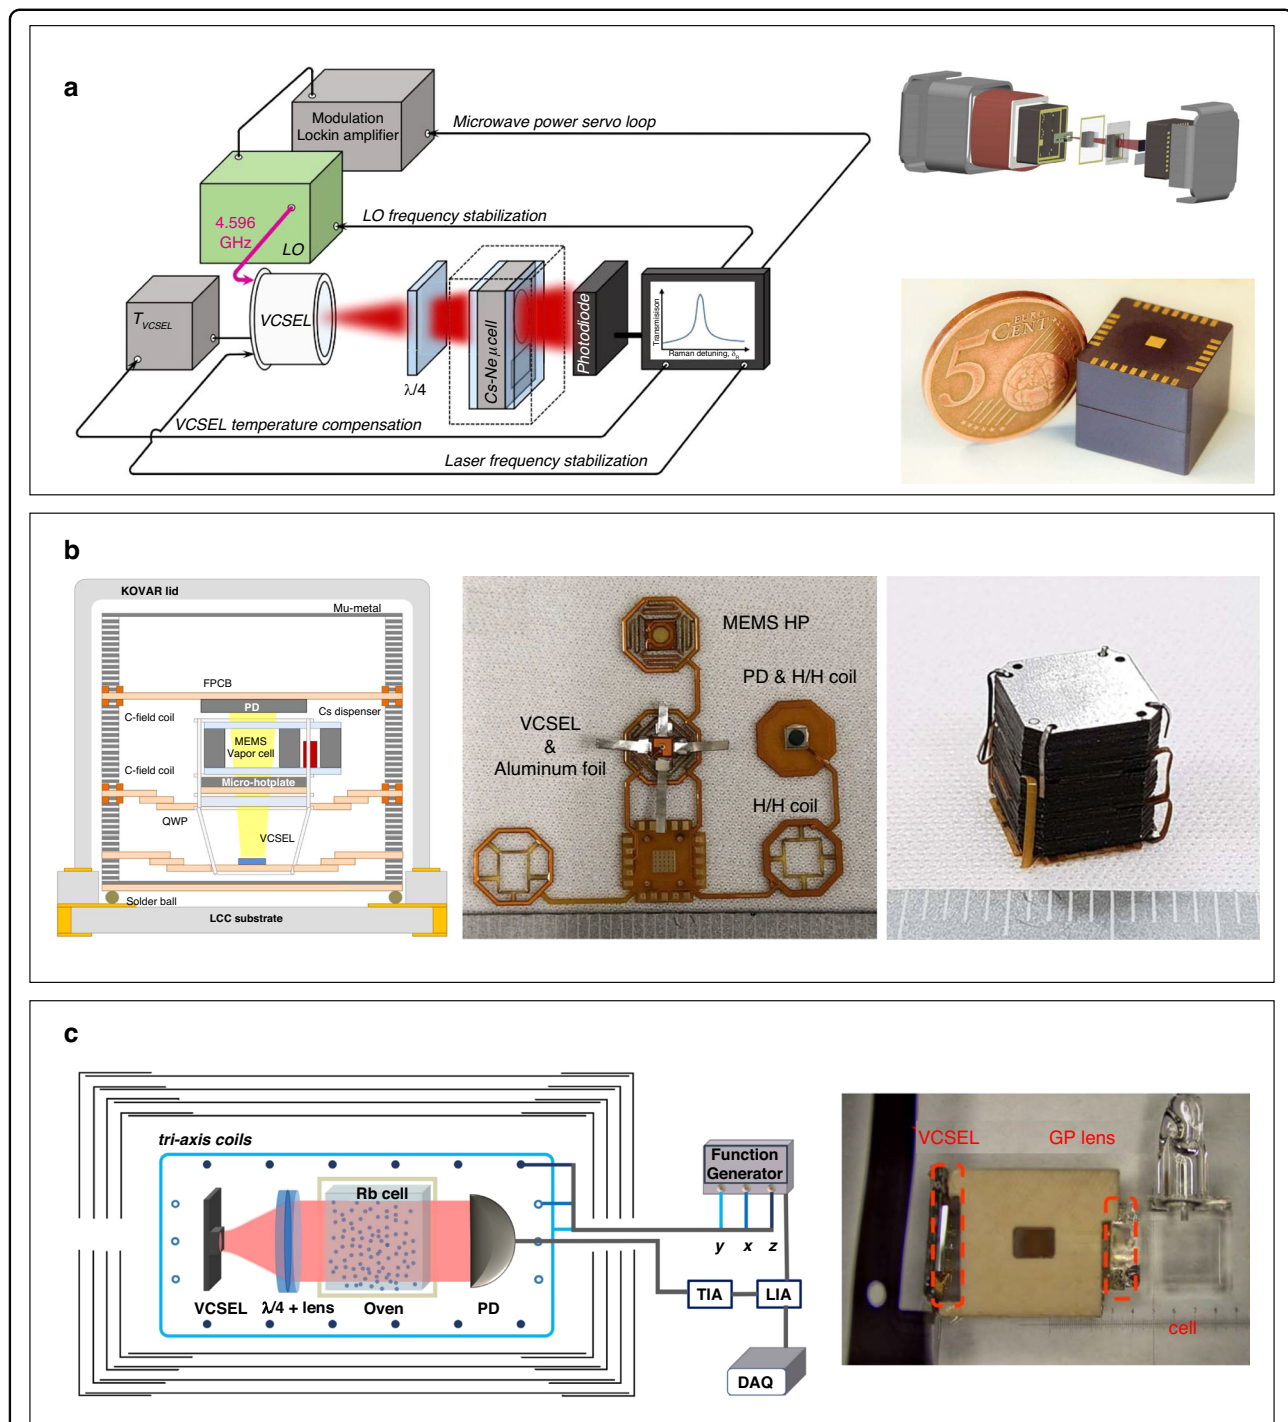 a
Modulation
Lockin amplifier
Microwave power servo loop
LO frequency stabilization
4.596
GHz
LO
T_VCSEL
VCSEL
λ/4
Cs-Ne μcell
Photodiode
Transmisison
Raman detuning, δ_R
VCSEL temperature compensation
Laser frequency stabilization
5
EURO
CENT
b
KOVAR lid
Mu-metal
FPCB
PD
C-field coil
Cs dispenser
MEMS
Vapor cell
C-field coil
Micro-hotplate
QWP
VCSEL
Solder ball
LCC substrate
MEMS HP
PD & H/H coil
VCSEL
&
Aluminum foil
H/H coil
c
tri-axis coils
Rb cell
VCSEL
λ/4 + lens
Oven
PD
Function
Generator
y
x
z
TIA
LIA
DAQ
VCSEL
GP lens
cell